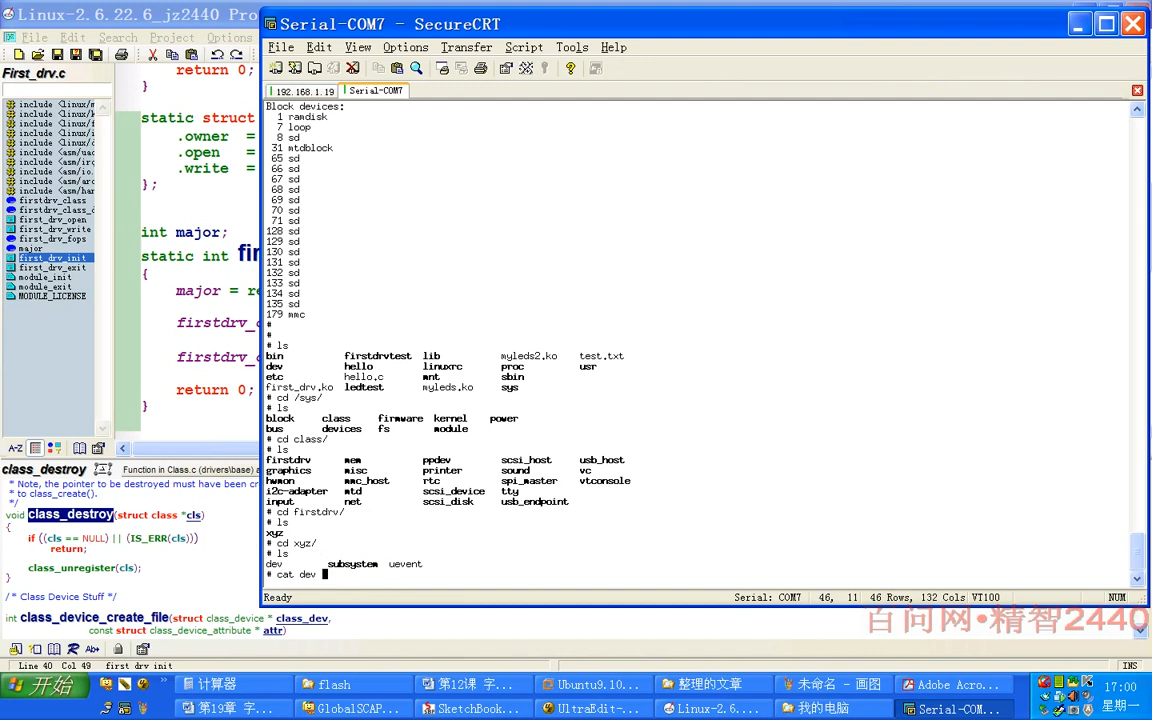 Linux-2.6.22.6_jz2440 Pro
File Edit Search Project Options
First_drv.c
include <linux/m
include <linux/k
include <linux/f
include <linux/i
include <linux/d
include <asm/ua
include <asm/irq
include <asm/io.
include <asm/arc
include <asm/har
firstdrv_class
firstdrv_class_d
first_drv_open
first_drv_write
first_drv_fops
major
first_drv_init
first_drv_exit
module_init
module_exit
MODULE_LICENSE
return 0;
}
static struct
.owner =
.open =
.write =
};
int major;
static int fi
{
major = re
firstdrv_c
firstdrv_c
return 0;
}
class_destroy Function in Class.c (drivers\base)
* Note, the pointer to be destroyed must have been cr
* to class_create().
*/
void class_destroy(struct class *cls)
{
if ((cls == NULL) || (IS_ERR(cls)))
return;
class_unregister(cls);
}
/* Class Device Stuff */
int class_device_create_file(struct class_device * class_dev,
const struct class_device_attribute * attr)
Line 40 Col 49 first_drv_init INS
Serial-COM7 - SecureCRT
File Edit View Options Transfer Script Tools Help
192.168.1.19 Serial-COM7
Block devices:
1 ramdisk
7 loop
8 sd
31 mtdblock
65 sd
66 sd
67 sd
68 sd
69 sd
70 sd
71 sd
128 sd
129 sd
130 sd
131 sd
132 sd
133 sd
134 sd
135 sd
179 mmc
#
#
# ls
bin firstdrvtest lib myleds2.ko test.txt
dev hello linuxrc proc usr
etc hello.c mnt sbin
first_drv.ko ledtest myleds.ko sys
# cd /sys/
# ls
block class firmware kernel power
bus devices fs module
# cd class/
# ls
firstdrv mem ppdev scsi_host usb_host
graphics misc printer sound vc
hwmon mmc_host rtc spi_master vtconsole
i2c-adapter mtd scsi_device tty
input net scsi_disk usb_endpoint
# cd firstdrv/
# ls
xyz
# cd xyz/
# ls
dev subsystem uevent
# cat dev
Ready Serial: COM7 46, 11 46 Rows, 132 Cols VT100 NUM
百问网•精智2440
开始 计算器 flash 第12课 字... Ubuntu9.10... 整理的文章 未命名 - 画图 Adobe Acro... 17:00
第19章 字... GlobalSCAP... SketchBook... UltraEdit-... Linux-2.6.... 我的电脑 Serial-COM... 星期一